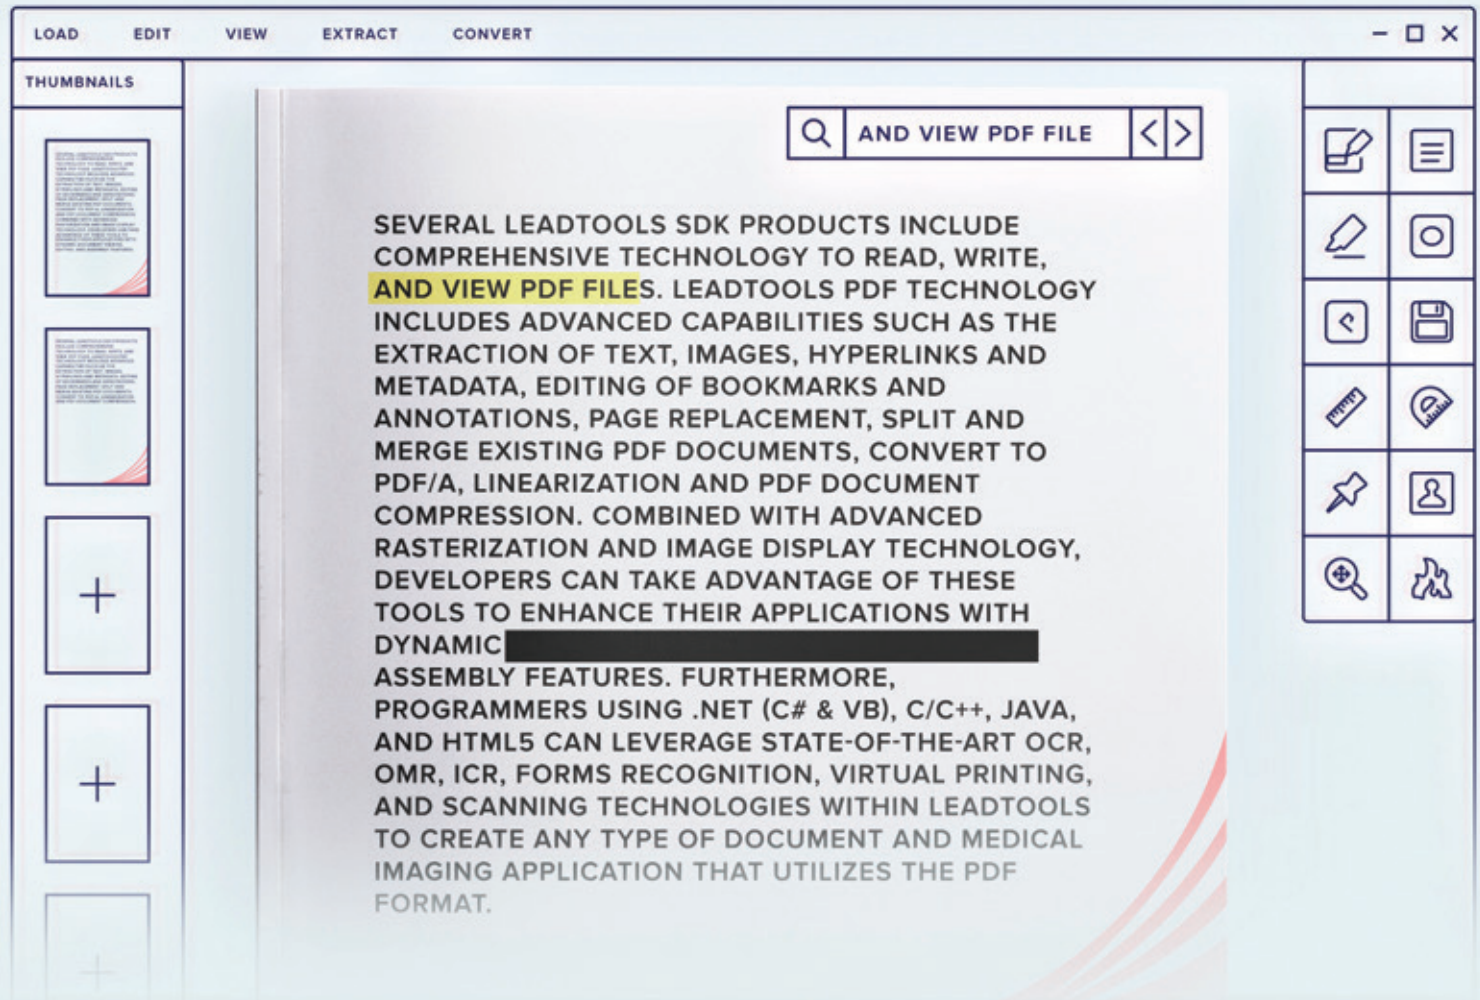 LOAD EDIT VIEW EXTRACT CONVERT
THUMBNAILS
AND VIEW PDF FILE
SEVERAL LEADTOOLS SDK PRODUCTS INCLUDE
COMPREHENSIVE TECHNOLOGY TO READ, WRITE,
AND VIEW PDF FILES. LEADTOOLS PDF TECHNOLOGY
INCLUDES ADVANCED CAPABILITIES SUCH AS THE
EXTRACTION OF TEXT, IMAGES, HYPERLINKS AND
METADATA, EDITING OF BOOKMARKS AND
ANNOTATIONS, PAGE REPLACEMENT, SPLIT AND
MERGE EXISTING PDF DOCUMENTS, CONVERT TO
PDF/A, LINEARIZATION AND PDF DOCUMENT
COMPRESSION. COMBINED WITH ADVANCED
RASTERIZATION AND IMAGE DISPLAY TECHNOLOGY,
DEVELOPERS CAN TAKE ADVANTAGE OF THESE
TOOLS TO ENHANCE THEIR APPLICATIONS WITH
DYNAMIC
ASSEMBLY FEATURES. FURTHERMORE,
PROGRAMMERS USING .NET (C# & VB), C/C++, JAVA,
AND HTML5 CAN LEVERAGE STATE-OF-THE-ART OCR,
OMR, ICR, FORMS RECOGNITION, VIRTUAL PRINTING,
AND SCANNING TECHNOLOGIES WITHIN LEADTOOLS
TO CREATE ANY TYPE OF DOCUMENT AND MEDICAL
IMAGING APPLICATION THAT UTILIZES THE PDF
FORMAT.